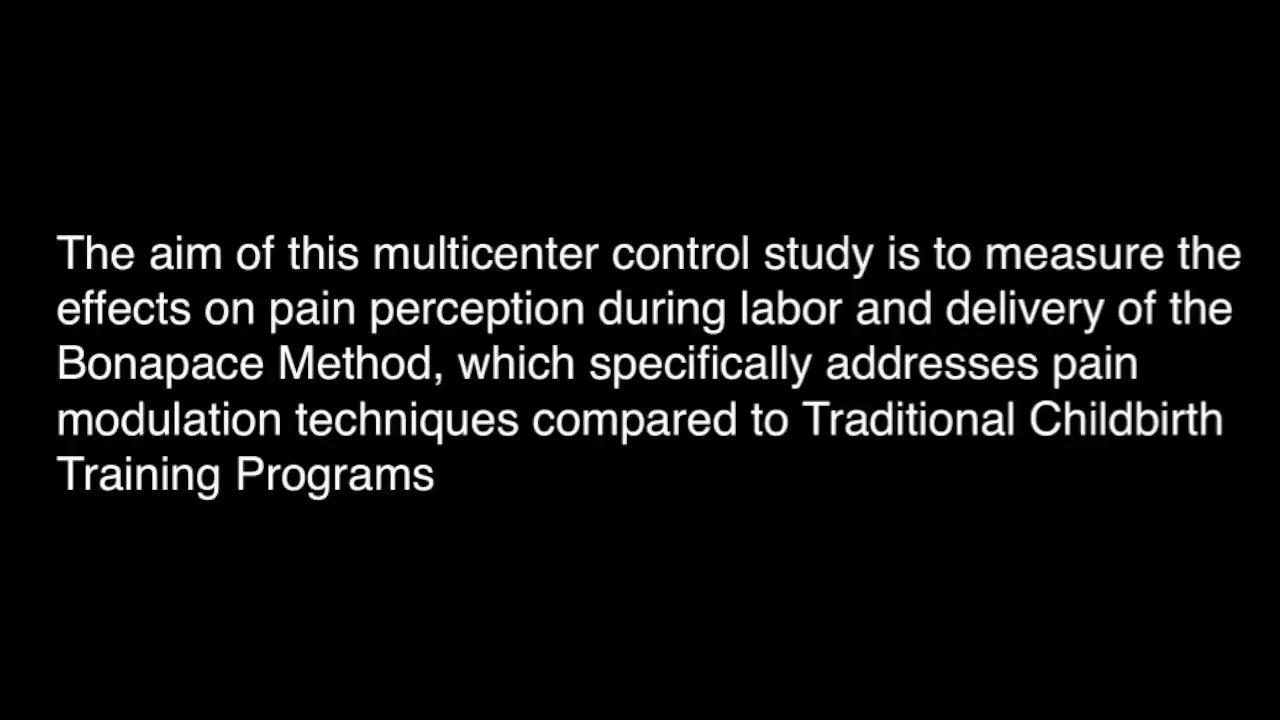 The aim of this multicenter control study is to measure the
effects on pain perception during labor and delivery of the
Bonapace Method, which specifically addresses pain
modulation techniques compared to Traditional Childbirth
Training Programs